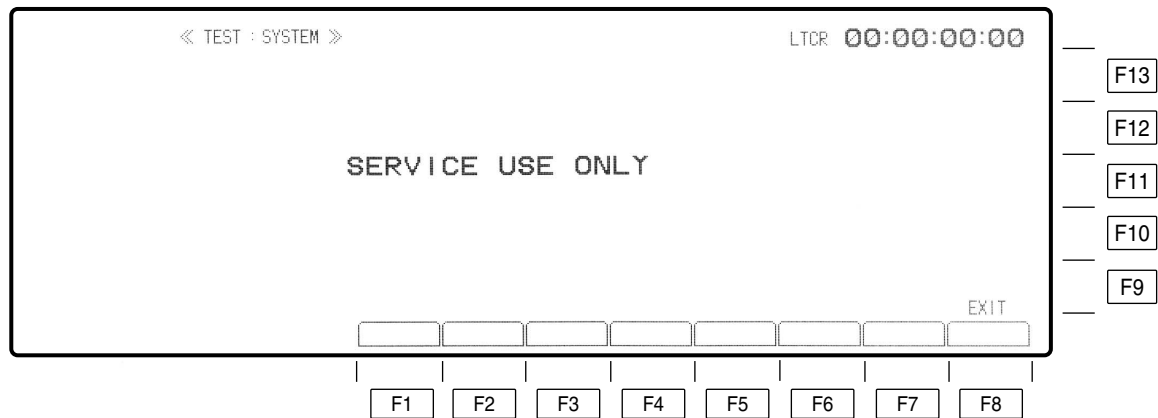 ≪ TEST : SYSTEM ≫ LTCR 00:00:00:00
F13
F12
SERVICE USE ONLY
F11
F10
F9
EXIT
F1 F2 F3 F4 F5 F6 F7 F8